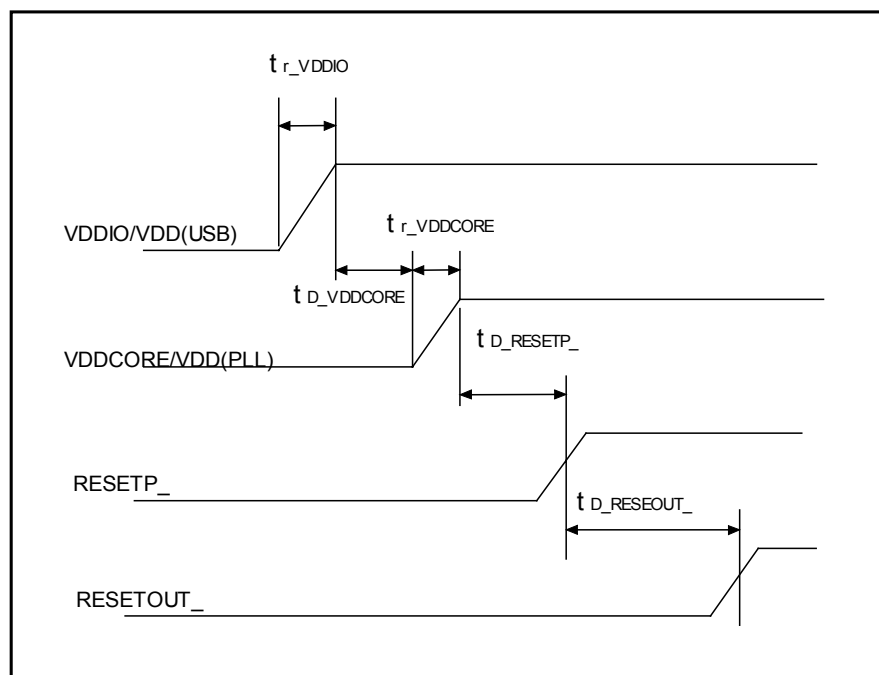 t r_VDDIO
VDDIO/VDD(USB)
t r_VDDCORE
t D_VDDCORE
VDDCORE/VDD(PLL)
t D_RESETP_
RESETP_
t D_RESEOUT_
RESETOUT_